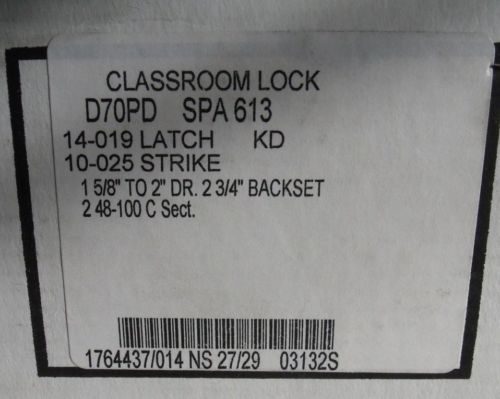 CLASSROOM LOCK
D70PD SPA 613
14-019 LATCH KD
10-025 STRIKE
1 5/8" TO 2" DR. 2 3/4" BACKSET
2 48-100 C Sect.
1764437/014 NS 27/29 03132S